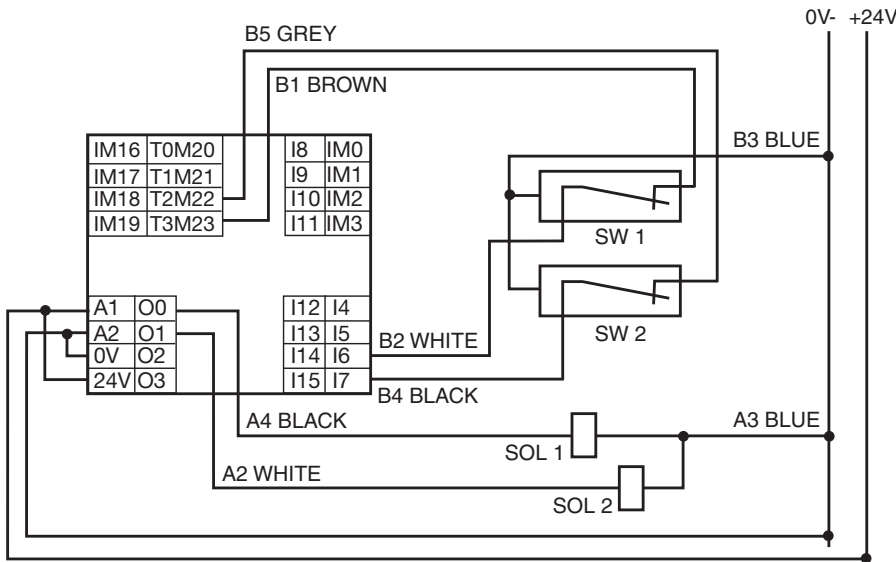 0V- +24V
B5 GREY
B1 BROWN
B3 BLUE
IM16 T0M20 I8 IM0
IM17 T1M21 I9 IM1
IM18 T2M22 I10 IM2
IM19 T3M23 I11 IM3
SW 1
A1 O0 I12 I4
A2 O1 I13 I5
0V O2 I14 I6
24V O3 I15 I7
SW 2
B2 WHITE
B4 BLACK
A4 BLACK
A3 BLUE
SOL 1
A2 WHITE
SOL 2